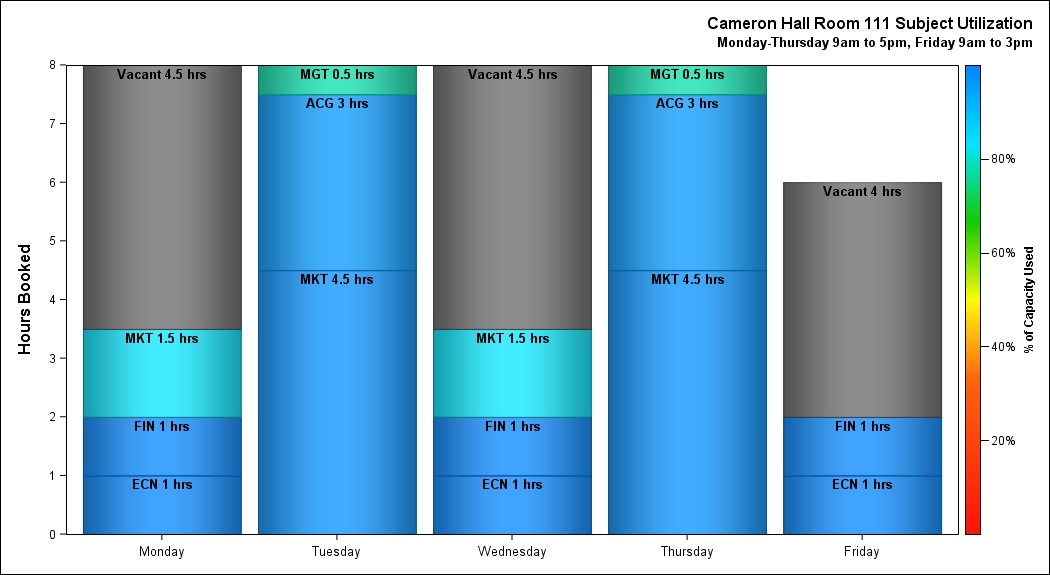 Cameron Hall Room 111 Subject Utilization
Monday-Thursday 9am to 5pm, Friday 9am to 3pm
Hours Booked
8
7
6
5
4
3
2
1
0
Vacant 4.5 hrs
MKT 1.5 hrs
FIN 1 hrs
ECN 1 hrs
MGT 0.5 hrs
ACG 3 hrs
MKT 4.5 hrs
Vacant 4.5 hrs
MKT 1.5 hrs
FIN 1 hrs
ECN 1 hrs
MGT 0.5 hrs
ACG 3 hrs
MKT 4.5 hrs
Vacant 4 hrs
FIN 1 hrs
ECN 1 hrs
Monday
Tuesday
Wednesday
Thursday
Friday
80%
60%
40%
20%
% of Capacity Used